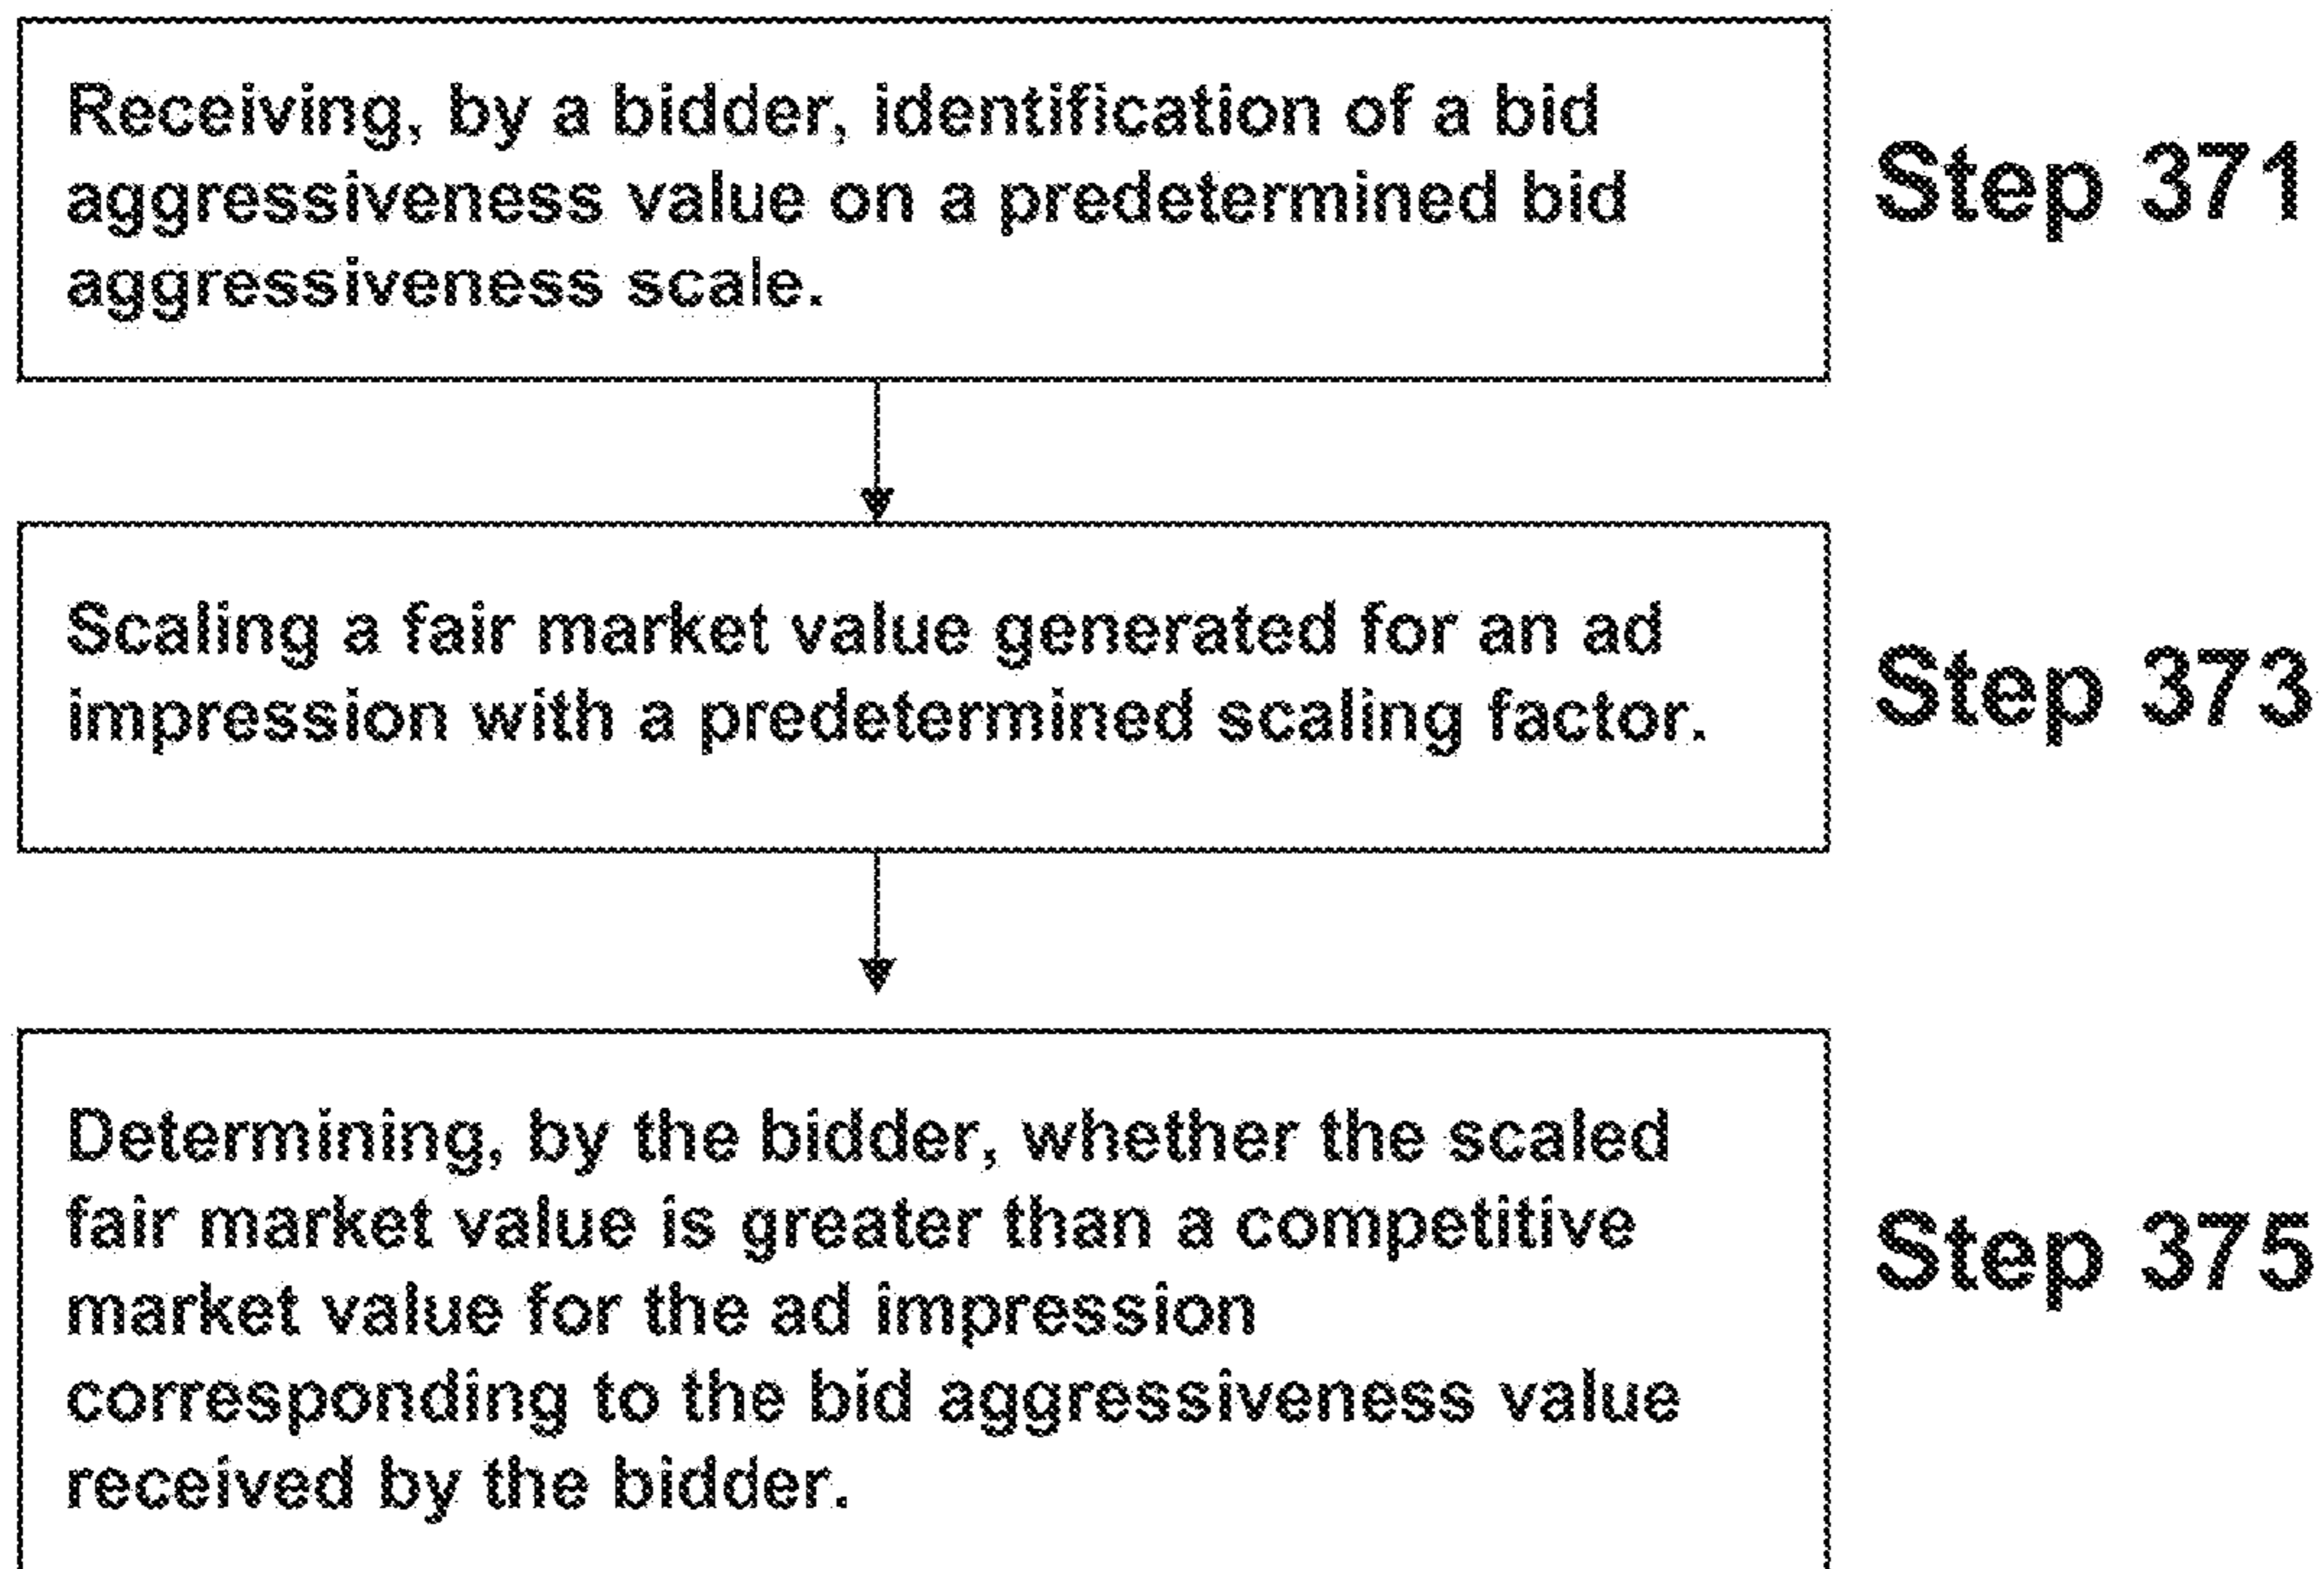 Receiving, by a bidder, identification of a bid
aggressiveness value on a predetermined bid
aggressiveness scale.
Step 371
Scaling a fair market value generated for an ad
impression with a predetermined scaling factor.
Step 373
Determining, by the bidder, whether the scaled
fair market value is greater than a competitive
market value for the ad impression
corresponding to the bid aggressiveness value
received by the bidder.
Step 375